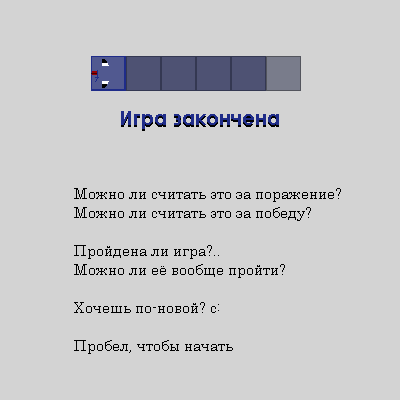 Игра закончена
Можно ли считать это за поражение?
Можно ли считать это за победу?
Пройдена ли игра?..
Можно ли её вообще пройти?
Хочешь по-новой? с:
Пробел, чтобы начать